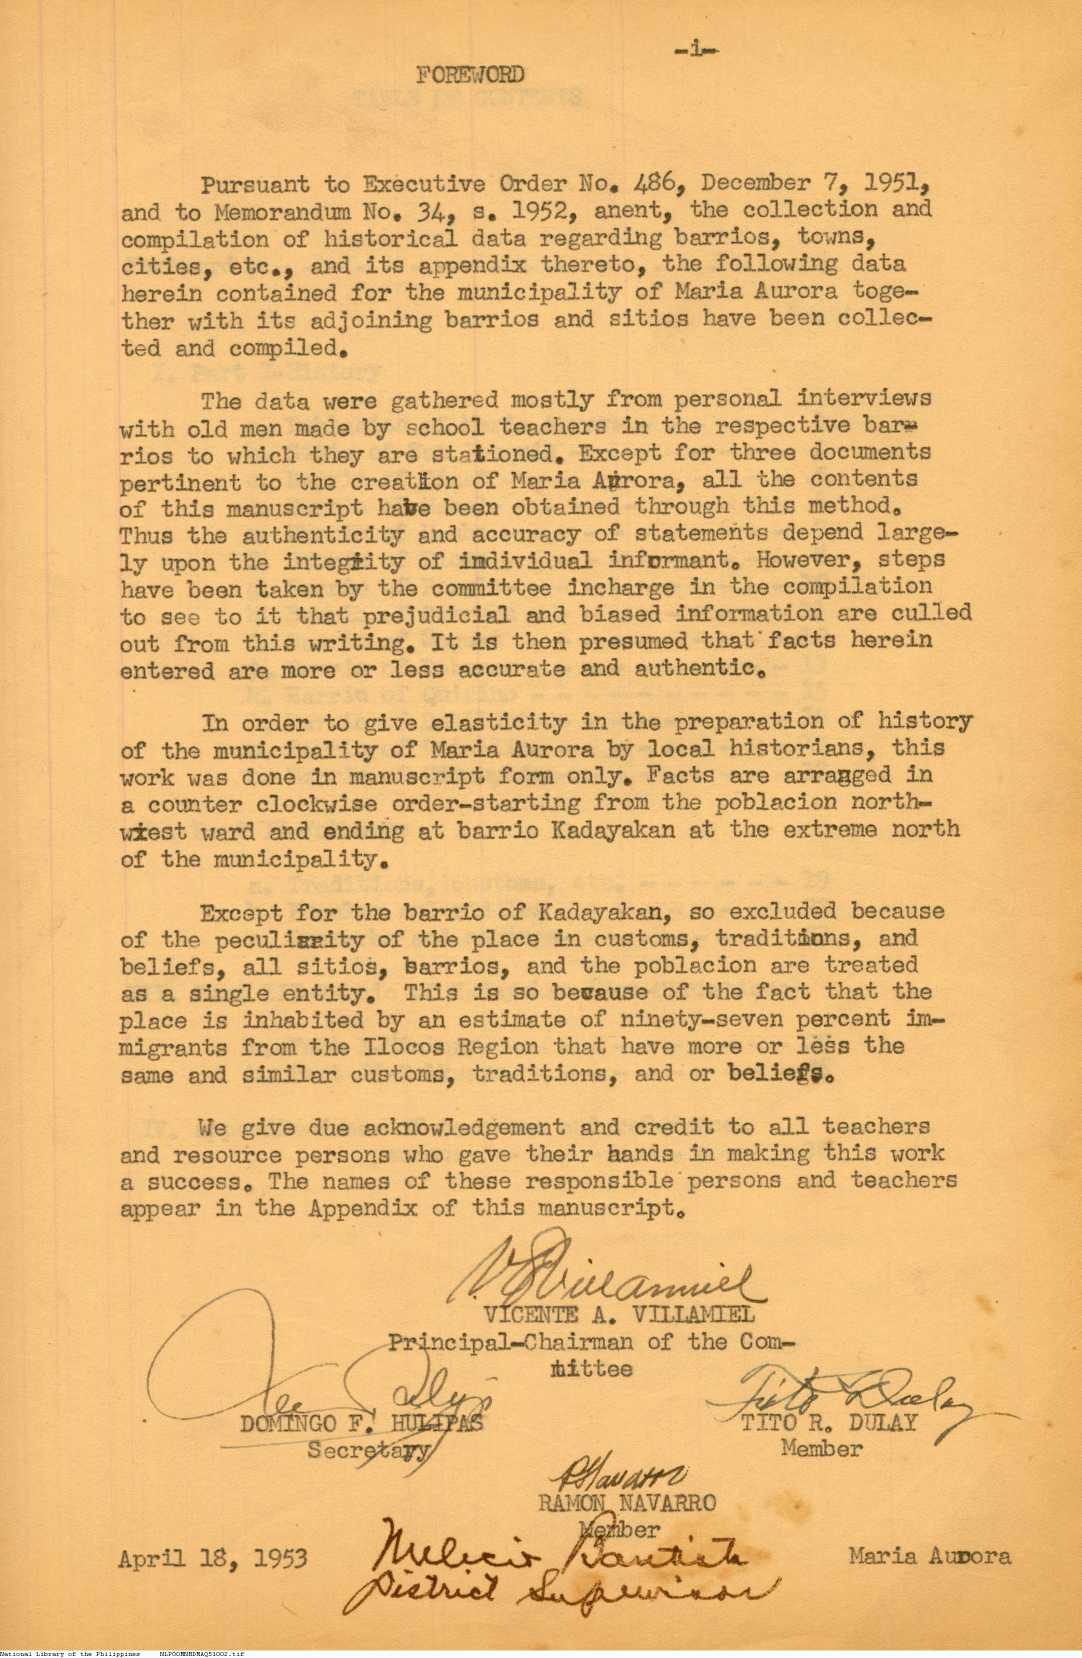 -i-
FOREWORD
Pursuant to Executive Order No. 486, December 7, 1951,
and to Memorandum No. 34, s. 1952, anent, the collection and
compilation of historical data regarding barrios, towns,
cities, etc., and its appendix thereto, the following data
herein contained for the municipality of Maria Aurora toge-
ther with its adjoining barrios and sitios have been collec-
ted and compiled.
The data were gathered mostly from personal interviews
with old men made by school teachers in the respective bar-
rios to which they are stationed. Except for three documents
pertinent to the creation of Maria Aurora, all the contents
of this manuscript have been obtained through this method.
Thus the authenticity and accuracy of statements depend large-
ly upon the integrity of individual informant. However, steps
have been taken by the committee incharge in the compilation
to see to it that prejudicial and biased information are culled
out from this writing. It is then presumed that facts herein
entered are more or less accurate and authentic.
In order to give elasticity in the preparation of history
of the municipality of Maria Aurora by local historians, this
work was done in manuscript form only. Facts are arranged in
a counter clockwise order-starting from the poblacion north-
west ward and ending at barrio Kadayakan at the extreme north
of the municipality.
Except for the barrio of Kadayakan, so excluded because
of the peculiarity of the place in customs, traditions, and
beliefs, all sitios, barrios, and the poblacion are treated
as a single entity. This is so because of the fact that the
place is inhabited by an estimate of ninety-seven percent im-
migrants from the Ilocos Region that have more or less the
same and similar customs, traditions, and or beliefs.
We give due acknowledgement and credit to all teachers
and resource persons who gave their hands in making this work
a success. The names of these responsible persons and teachers
appear in the Appendix of this manuscript.
Villamiel
VICENTE A. VILLAMIEL
Principal-Chairman of the Com-
mittee
Tito R Dulay
DOMINGO F. HULIPAS
TITO R. DULAY
Secretary
Member
RNavarro
RAMON NAVARRO
Member
April 18, 1953
Melecio Bautista
Maria Aurora
District Supervisor
National Library of the Philippines